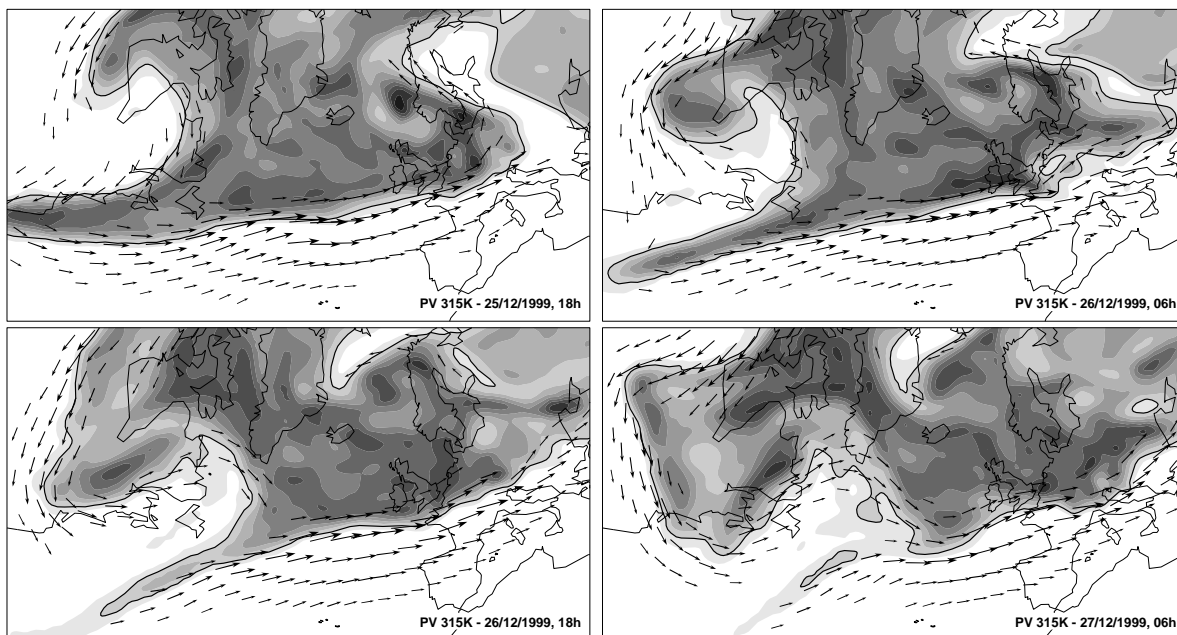 PV 315K - 25/12/1999, 18h
PV 315K - 26/12/1999, 06h
PV 315K - 26/12/1999, 18h
PV 315K - 27/12/1999, 06h